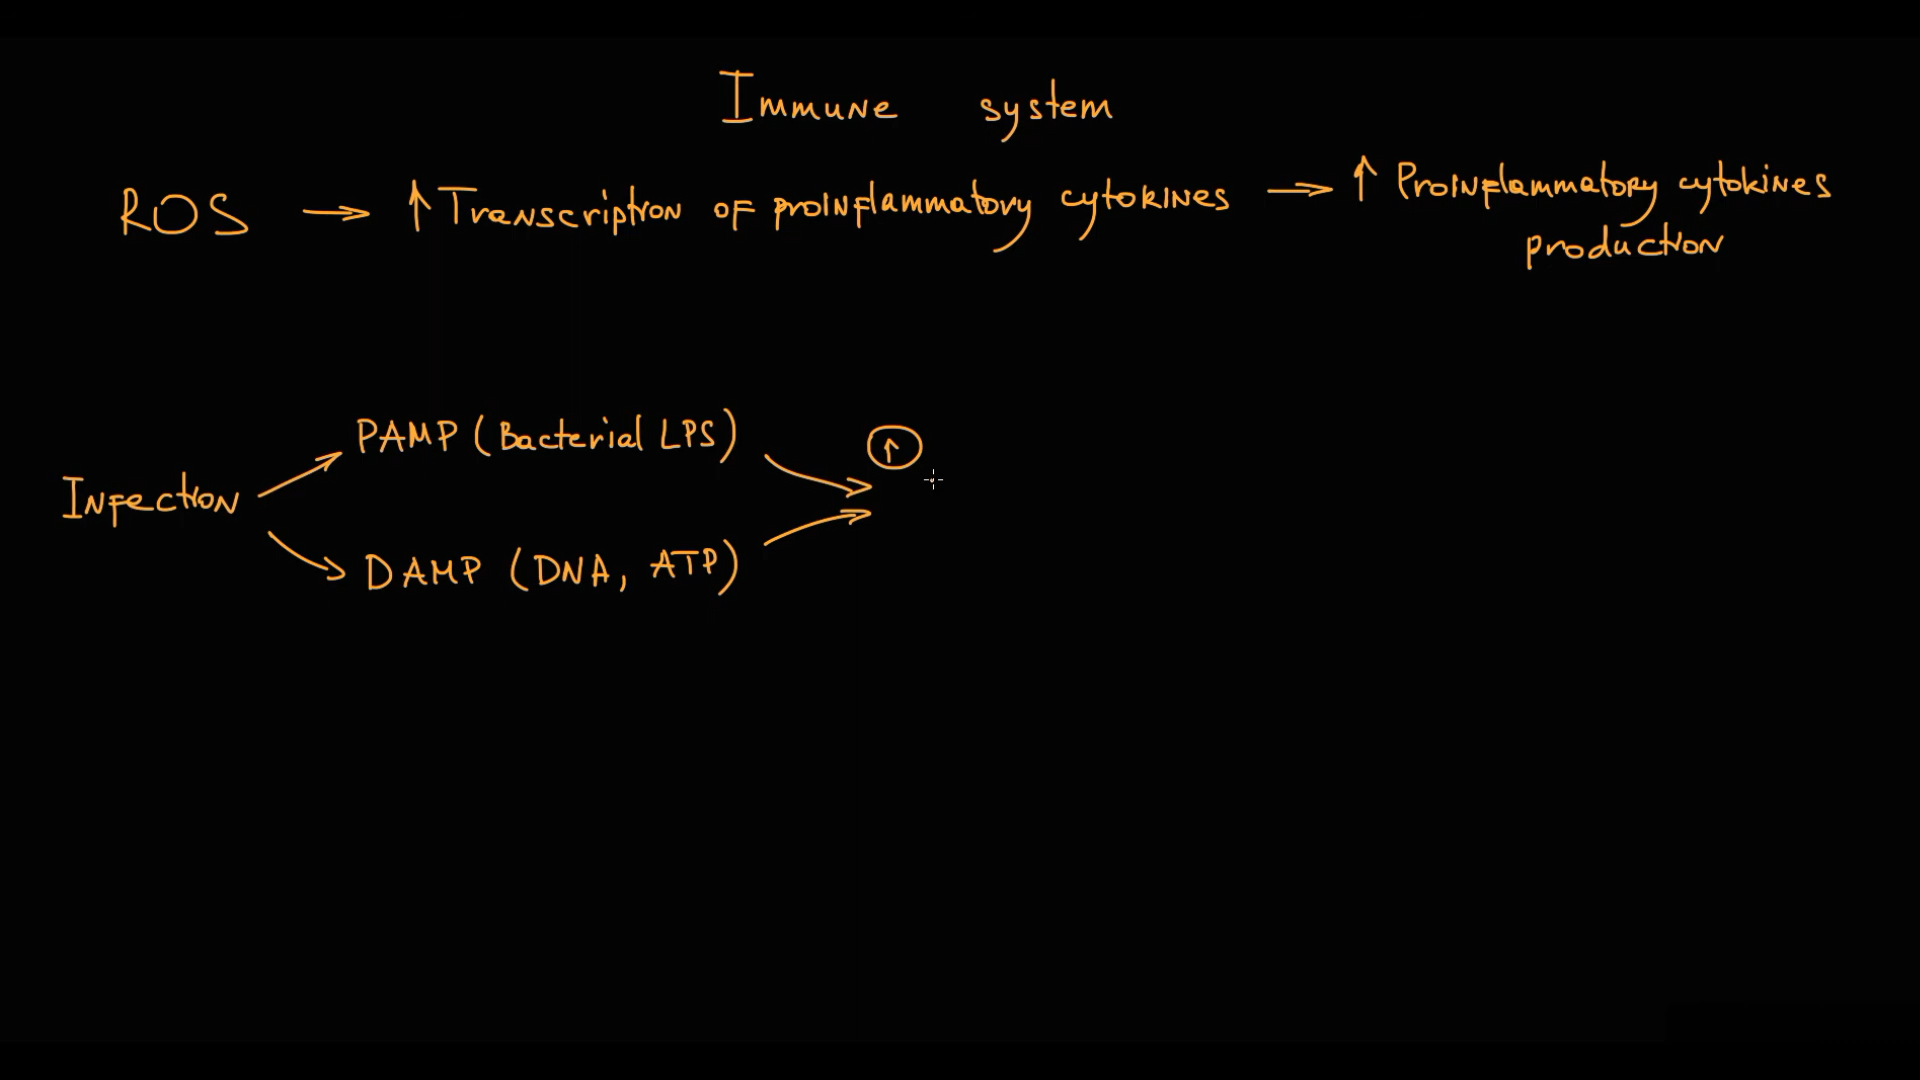 Immune system
ROS → ↑ Transcription of proinflammatory cytokines → ↑ Proinflammatory cytokines
production
PAMP (Bacterial LPS)
↑
Infection
DAMP (DNA, ATP)